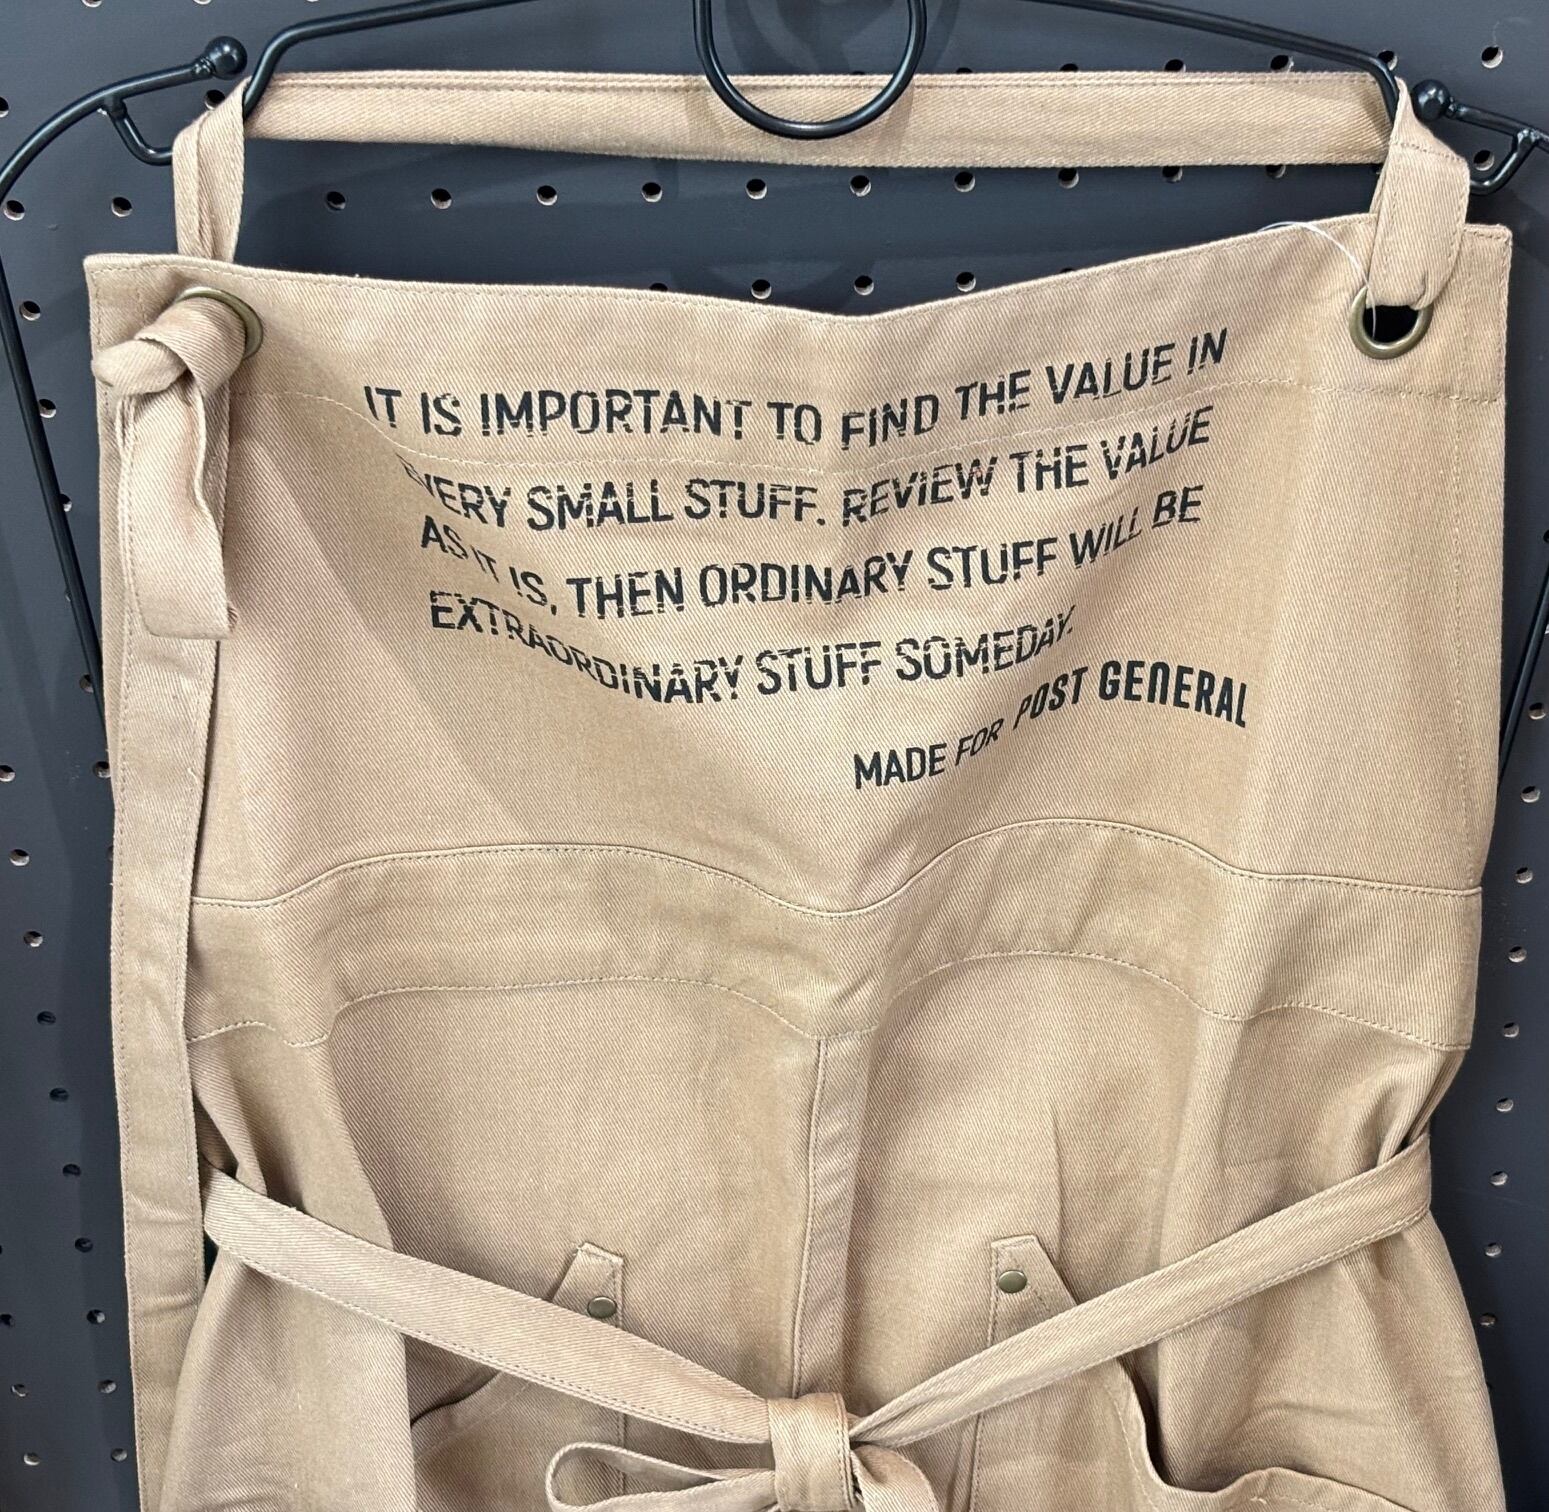 IT IS IMPORTANT TO FIND THE VALUE IN
EVERY SMALL STUFF. REVIEW THE VALUE
AS IT IS, THEN ORDINARY STUFF WILL BE
EXTRAORDINARY STUFF SOMEDAY.
MADE FOR POST GENERAL